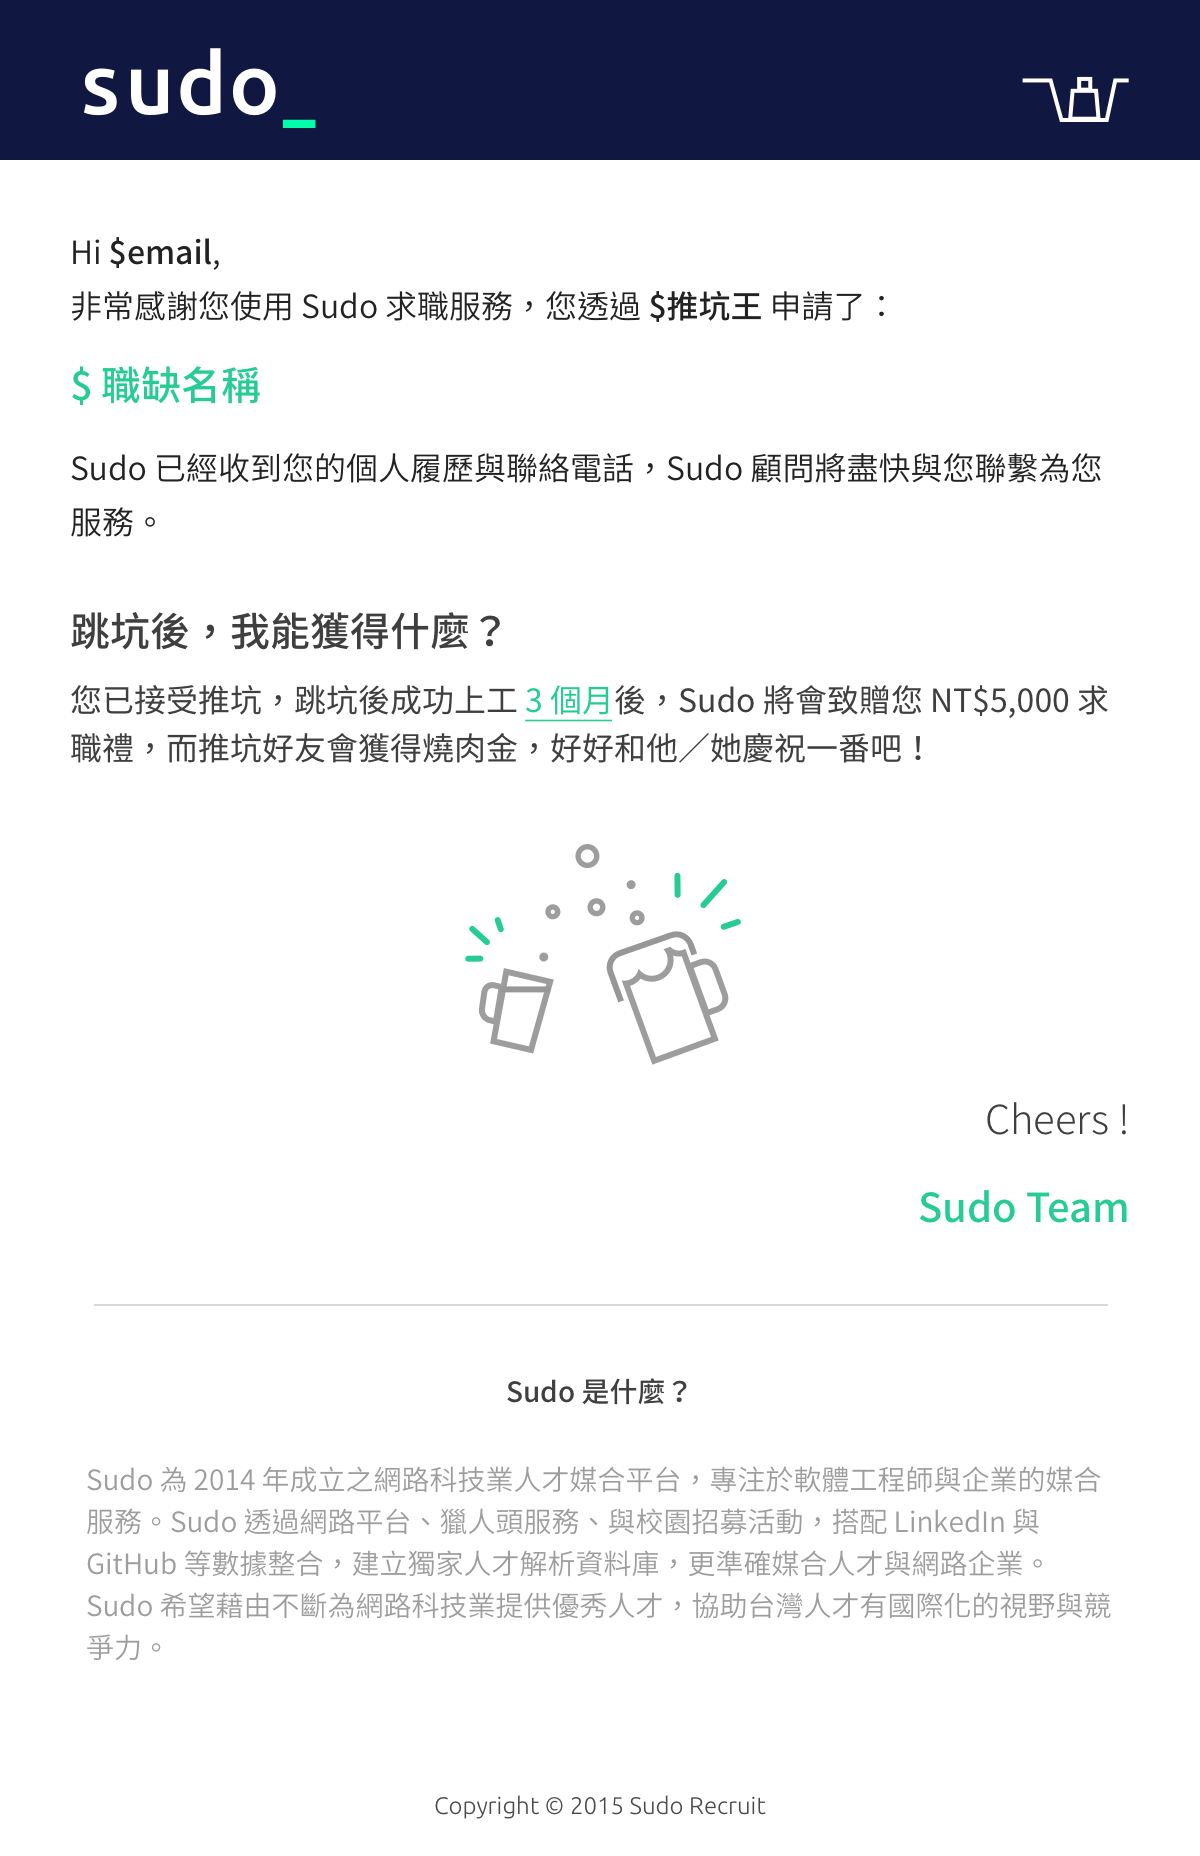 sudo_
Hi $email,
非常感謝您使用 Sudo 求職服務，您透過 $推坑王 申請了：
$ 職缺名稱
Sudo 已經收到您的個人履歷與聯絡電話，Sudo 顧問將盡快與您聯繫為您
服務。
跳坑後，我能獲得什麼？
您已接受推坑，跳坑後成功上工 3 個月後，Sudo 將會致贈您 NT$5,000 求
職禮，而推坑好友會獲得燒肉金，好好和他／她慶祝一番吧！
Cheers !
Sudo Team
Sudo 是什麼？
Sudo 為 2014 年成立之網路科技業人才媒合平台，專注於軟體工程師與企業的媒合
服務。Sudo 透過網路平台、獵人頭服務、與校園招募活動，搭配 LinkedIn 與
GitHub 等數據整合，建立獨家人才解析資料庫，更準確媒合人才與網路企業。
Sudo 希望藉由不斷為網路科技業提供優秀人才，協助台灣人才有國際化的視野與競
爭力。
Copyright © 2015 Sudo Recruit